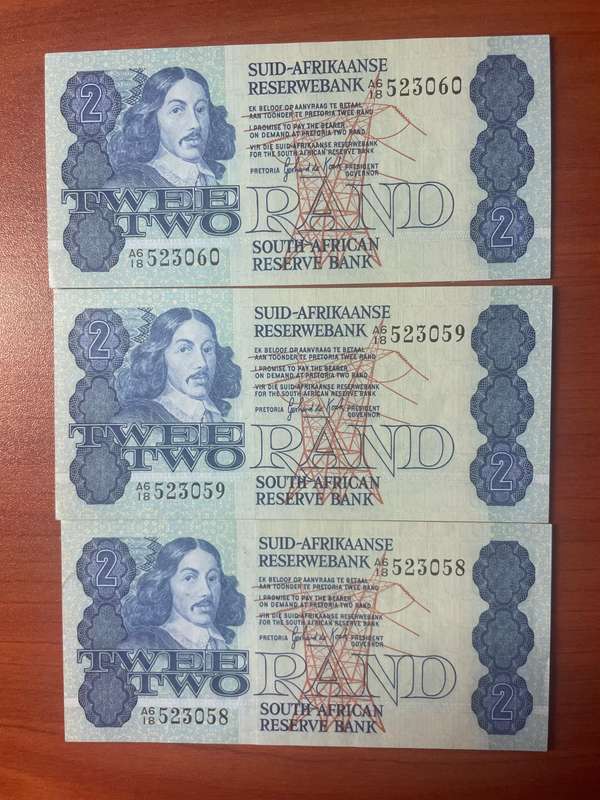 2
SUID-AFRIKAANSE
RESERWEBANK A6/18 523060
EK BELOOF OP AANVRAAG TE BETAAL
AAN TOONDER TE PRETORIA TWEE RAND
I PROMISE TO PAY THE BEARER
ON DEMAND AT PRETORIA TWO RAND
VIR DIE SUID-AFRIKAANSE RESERWEBANK
FOR THE SOUTH AFRICAN RESERVE BANK
PRETORIA PRESIDENT
GOVERNOR
TWEE
TWO RAND
2
A6/18 523060
SOUTH AFRICAN
RESERVE BANK
2
SUID-AFRIKAANSE
RESERWEBANK A6/18 523059
EK BELOOF OP AANVRAAG TE BETAAL
AAN TOONDER TE PRETORIA TWEE RAND
I PROMISE TO PAY THE BEARER
ON DEMAND AT PRETORIA TWO RAND
VIR DIE SUID-AFRIKAANSE RESERWEBANK
FOR THE SOUTH AFRICAN RESERVE BANK
PRETORIA PRESIDENT
GOVERNOR
TWEE
TWO RAND
2
A6/18 523059
SOUTH AFRICAN
RESERVE BANK
2
SUID-AFRIKAANSE
RESERWEBANK A6/18 523058
EK BELOOF OP AANVRAAG TE BETAAL
AAN TOONDER TE PRETORIA TWEE RAND
I PROMISE TO PAY THE BEARER
ON DEMAND AT PRETORIA TWO RAND
VIR DIE SUID-AFRIKAANSE RESERWEBANK
FOR THE SOUTH AFRICAN RESERVE BANK
PRETORIA PRESIDENT
GOVERNOR
TWEE
TWO RAND
2
A6/18 523058
SOUTH AFRICAN
RESERVE BANK